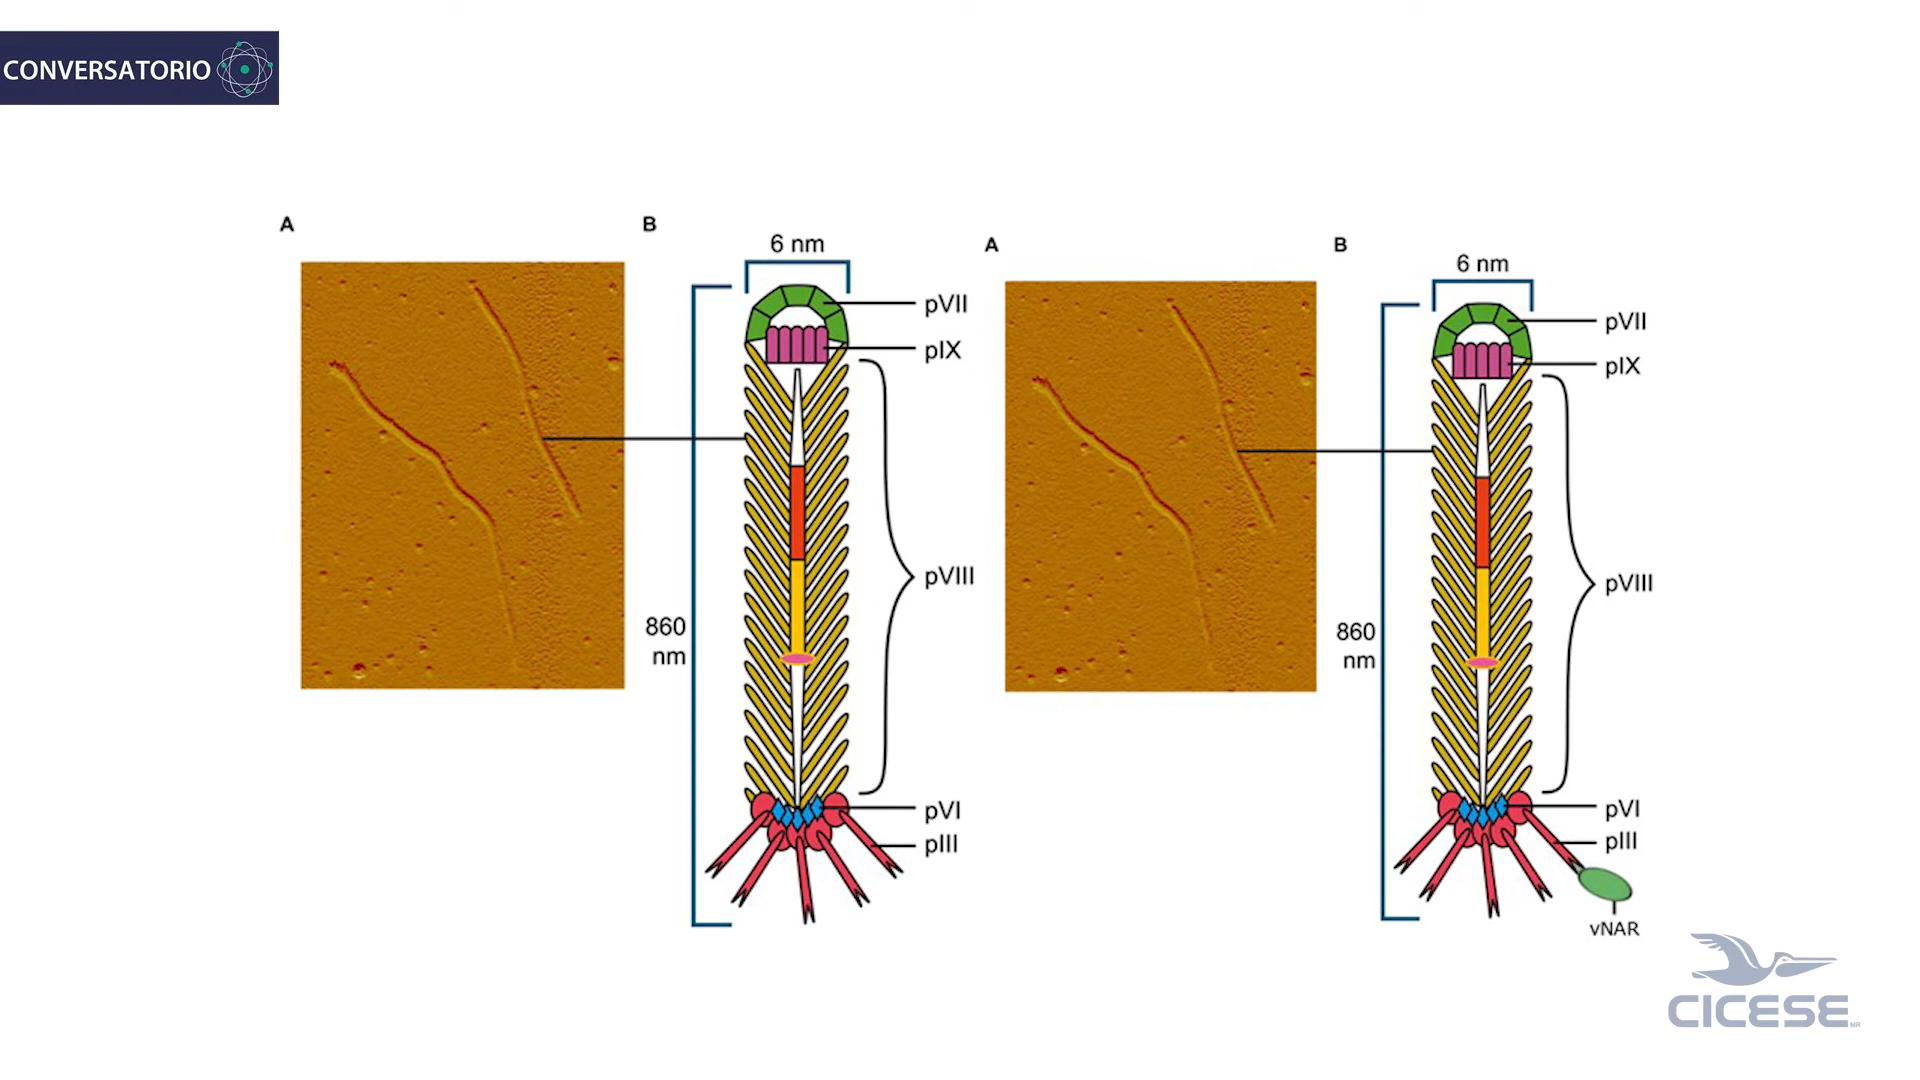 CONVERSATORIO
A
B
6 nm
pVII
pIX
pVIII
860
nm
pVI
pIII
A
B
6 nm
pVII
pIX
pVIII
860
nm
pVI
pIII
vNAR
CICESE MR